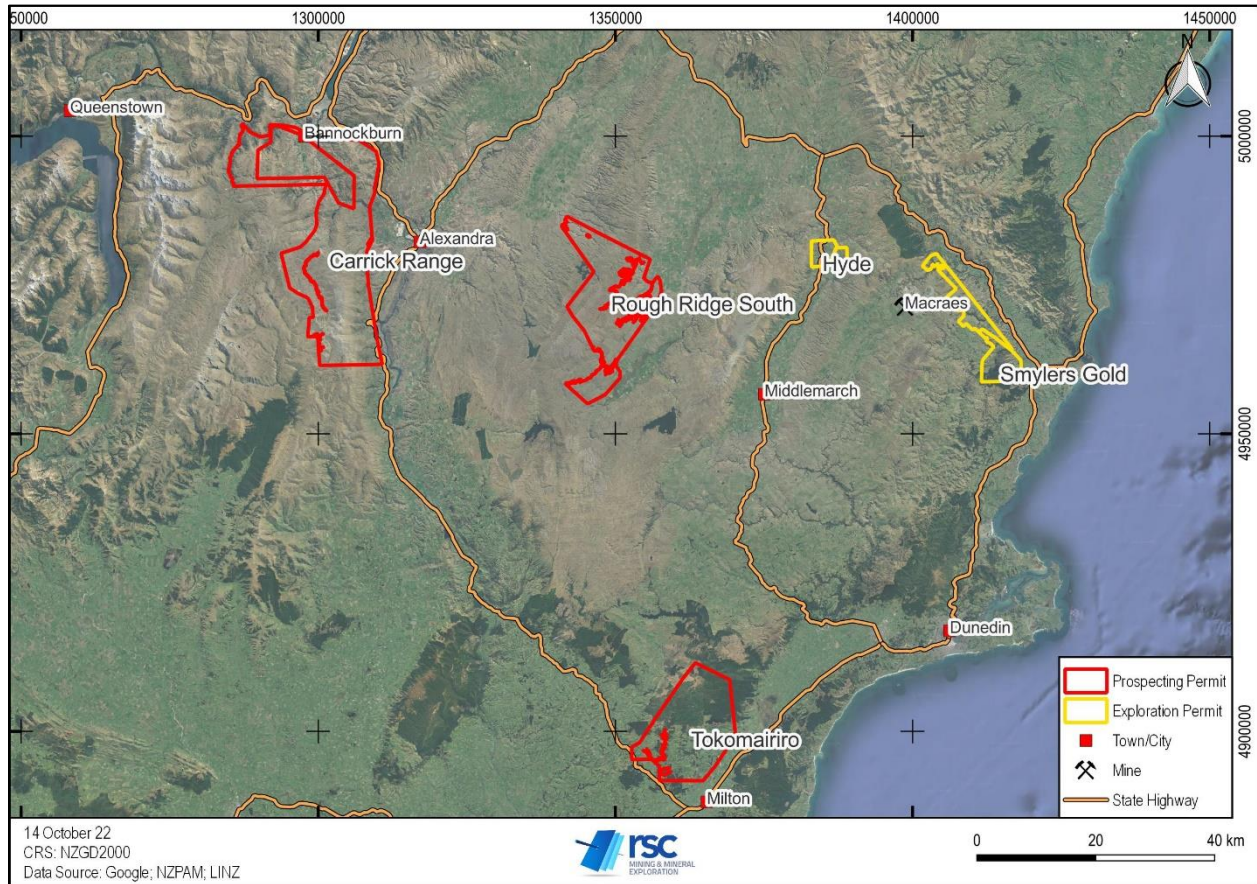 50000
1300000
1350000
1400000
1450000
N
Queenstown
Bannockburn
5000000
Alexandra
Carrick Range
Hyde
Rough Ridge South
Macraes
Smylers Gold
Middlemarch
4950000
Dunedin
Tokomairiro
4900000
Milton
Prospecting Permit
Exploration Permit
Town/City
Mine
State Highway
14 October 22
CRS: NZGD2000
Data Source: Google; NZPAM; LINZ
rsc
MINING & MINERAL
EXPLORATION
0 20 40 km